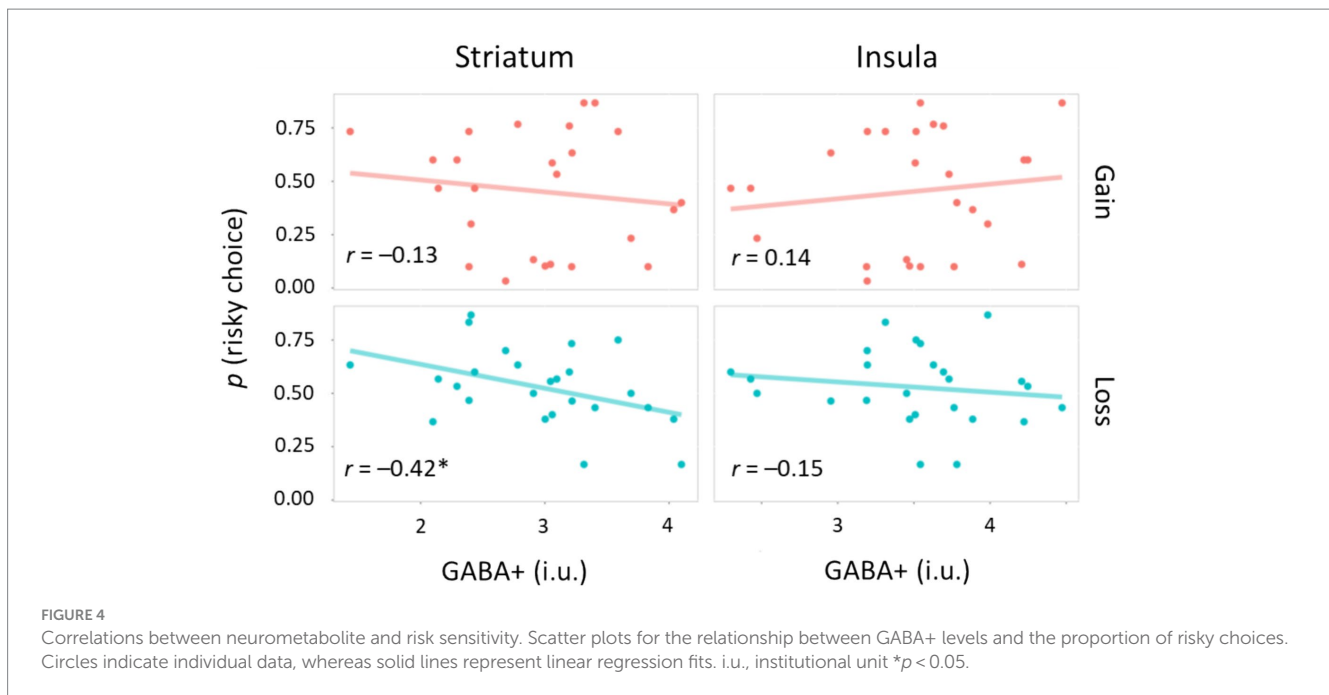 Striatum
Insula
0.75
0.50
0.25
0.00
r = −0.13
r = 0.14
Gain
p (risky choice)
0.75
0.50
0.25
0.00
r = −0.42*
r = −0.15
Loss
2
3
4
3
4
GABA+ (i.u.)
GABA+ (i.u.)
FIGURE 4
Correlations between neurometabolite and risk sensitivity. Scatter plots for the relationship between GABA+ levels and the proportion of risky choices.
Circles indicate individual data, whereas solid lines represent linear regression fits. i.u., institutional unit *p < 0.05.